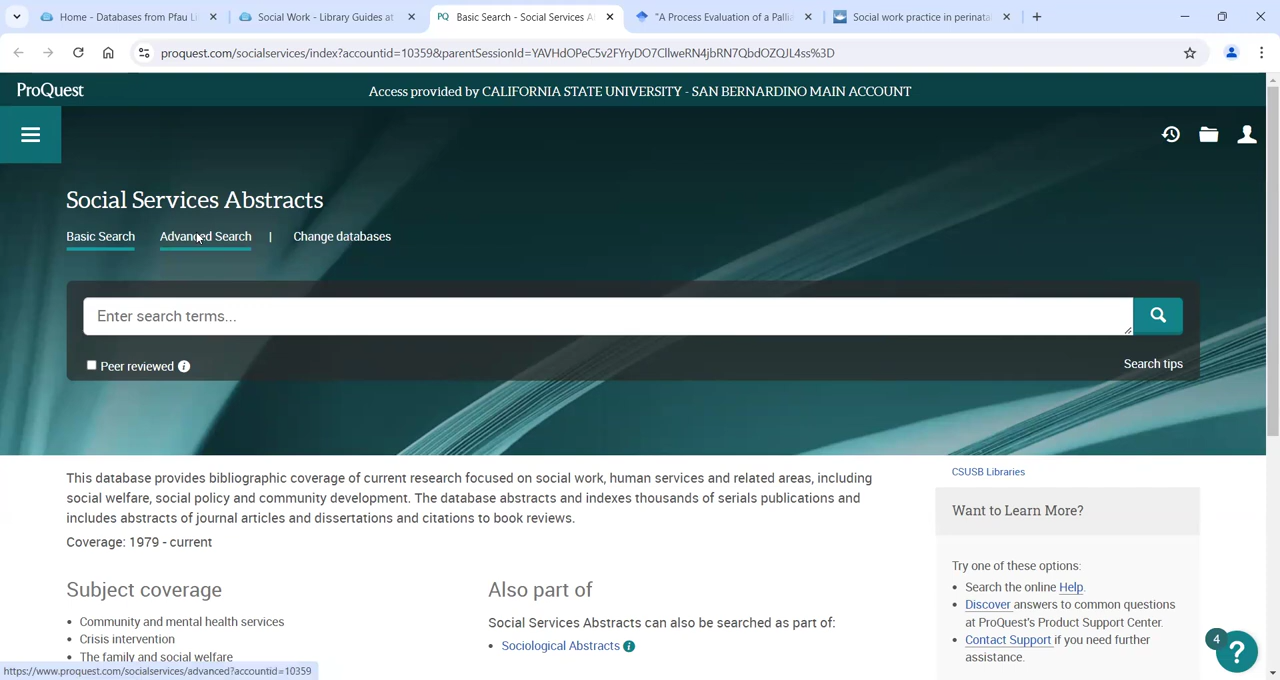 Home - Databases from Pfau Li
Social Work - Library Guides at
PQ Basic Search - Social Services A
"A Process Evaluation of a Pallia
Social work practice in perinata
proquest.com/socialservices/index?accountid=10359&parentSessionId=YAVHdOPeC5v2FYryDO7CllweRN4jbRN7QbdOZQJL4ss%3D
ProQuest
Access provided by CALIFORNIA STATE UNIVERSITY - SAN BERNARDINO MAIN ACCOUNT
Social Services Abstracts
Basic Search Advanced Search | Change databases
Enter search terms...
Peer reviewed
Search tips
This database provides bibliographic coverage of current research focused on social work, human services and related areas, including
social welfare, social policy and community development. The database abstracts and indexes thousands of serials publications and
includes abstracts of journal articles and dissertations and citations to book reviews.
Coverage: 1979 - current
Subject coverage
• Community and mental health services
• Crisis intervention
• The family and social welfare
Also part of
Social Services Abstracts can also be searched as part of:
• Sociological Abstracts
CSUSB Libraries
Want to Learn More?
Try one of these options:
• Search the online Help.
• Discover answers to common questions
at ProQuest's Product Support Center.
• Contact Support if you need further
assistance.
4
?
https://www.proquest.com/socialservices/advanced?accountid=10359